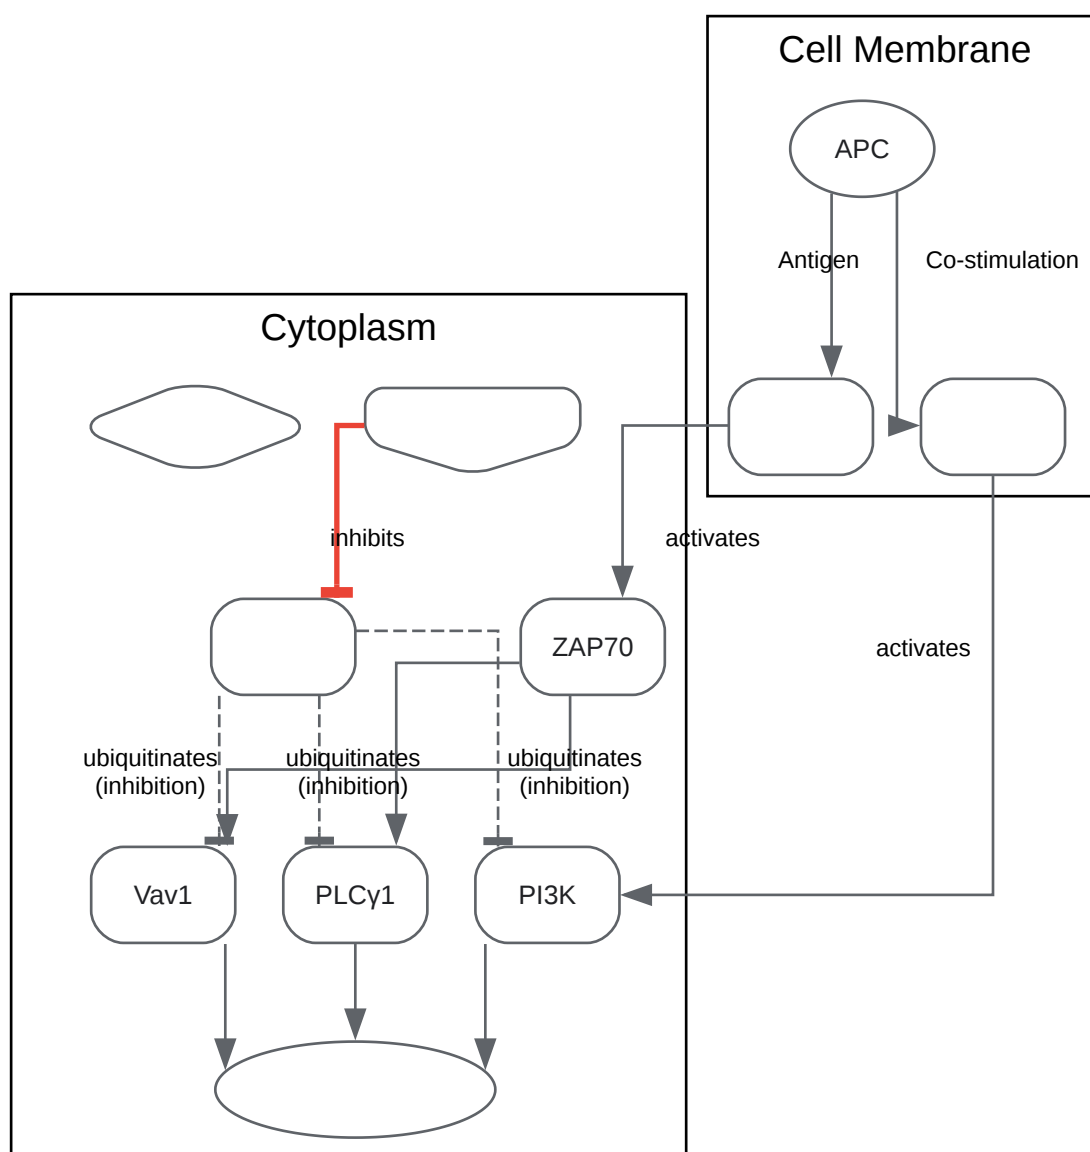 Cell Membrane
APC
Antigen
Co-stimulation
Cytoplasm
inhibits
activates
ZAP70
activates
ubiquitinates
(inhibition)
ubiquitinates
(inhibition)
ubiquitinates
(inhibition)
Vav1
PLCγ1
PI3K